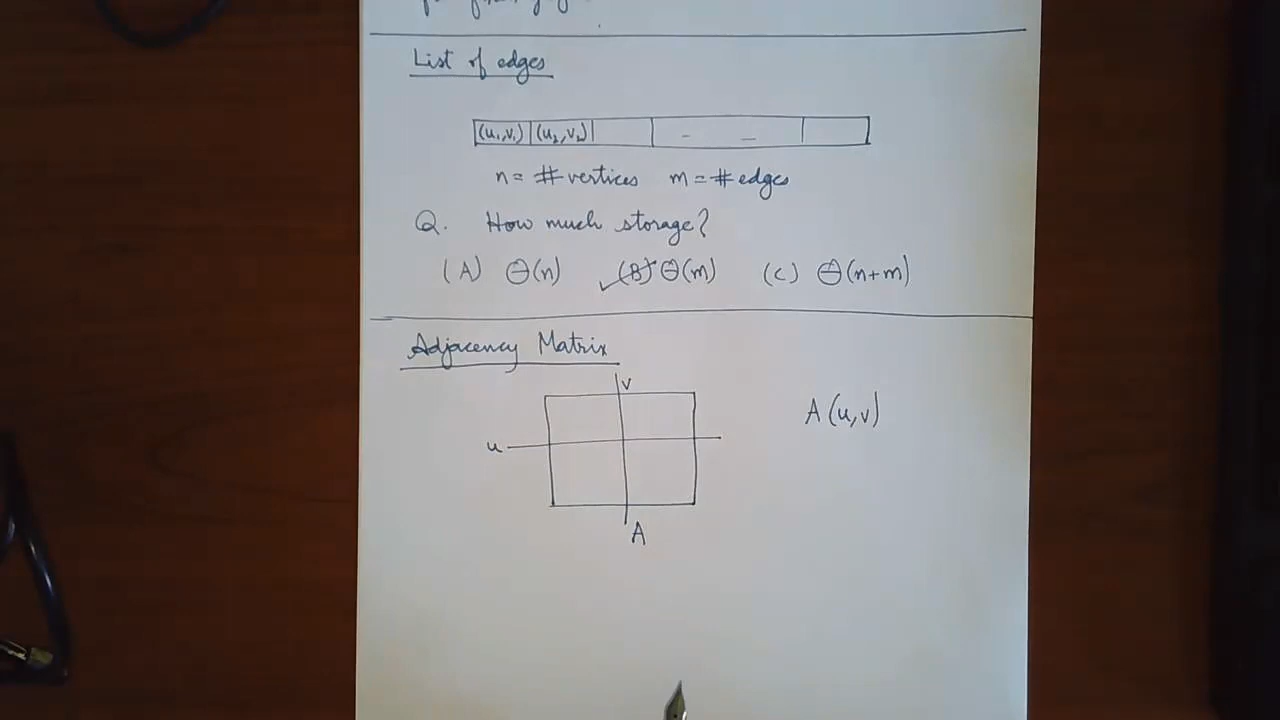 List of edges
(u₁,v₁) (u₂,v₂) - -
n = # vertices m = # edges
Q. How much storage?
(A) Θ(n) ✓(B) Θ(m) (C) Θ(n+m)
Adjacency Matrix
v
u
A(u,v)
A